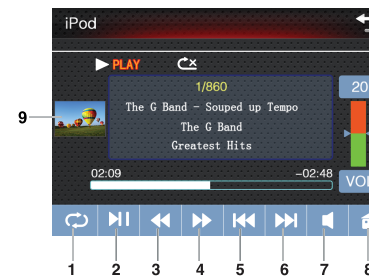 iPod
PLAY
1/860
20
The G Band - Souped up Tempo
The G Band
Greatest Hits
9
02:09
-02:48
VOL
1 2 3 4 5 6 7 8